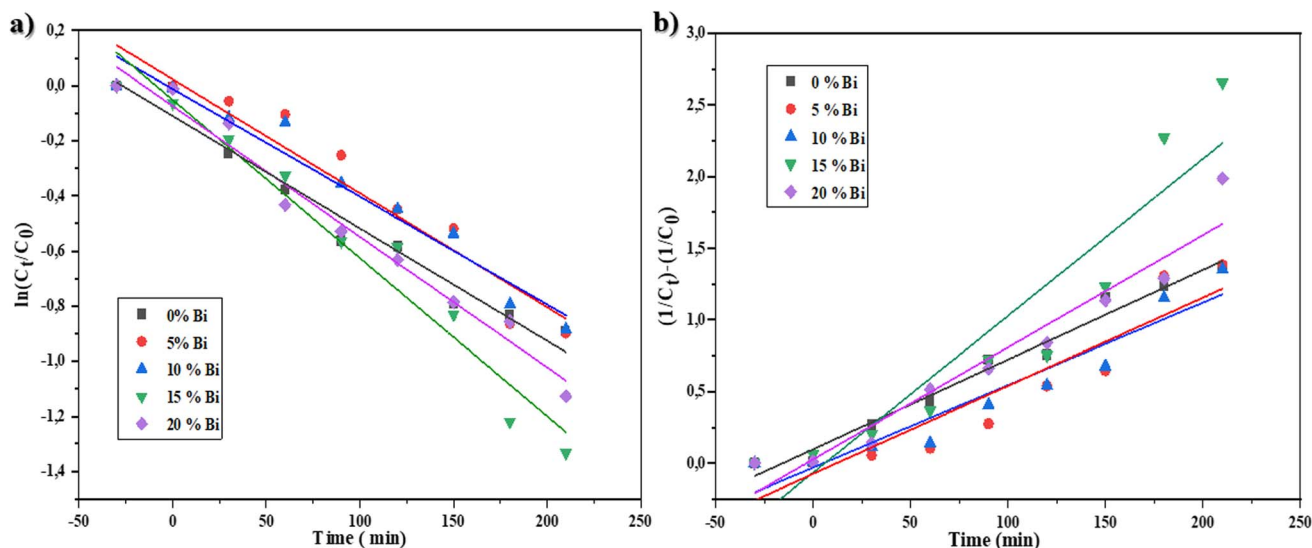 a)
0,2
0,0
-0,2
-0,4
-0,6
-0,8
-1,0
-1,2
-1,4
ln(Cₜ/C₀)
0% Bi
5% Bi
10 % Bi
15 % Bi
20 % Bi
-50 0 50 100 150 200 250
Time ( min)
b)
3,0
2,5
2,0
1,5
1,0
0,5
0,0
(1/Cₜ)-(1/C₀)
0 %Bi
5 %Bi
10 %Bi
15 %Bi
20 %Bi
-50 0 50 100 150 200 250
Time (min)